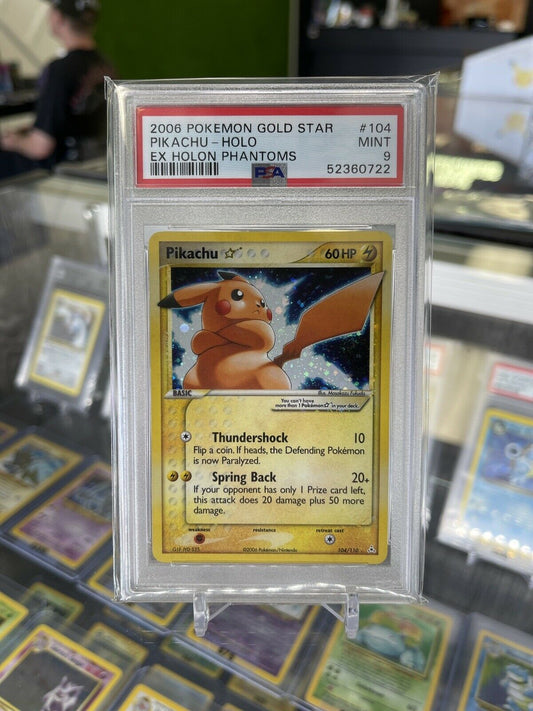 2006 POKEMON GOLD STAR #104
PIKACHU - HOLO MINT
EX HOLON PHANTOMS 9
PSA 52360722
Pikachu ☆ 60 HP
BASIC
Illus. Masakazu Fukuda
You can't have
more than 1 Pokémon ☆ in your deck.
Thundershock 10
Flip a coin. If heads, the Defending Pokémon
is now Paralyzed.
Spring Back 20+
If your opponent has only 1 Prize card left,
this attack does 20 damage plus 50 more
damage.
weakness resistance retreat cost
©2006 Pokémon/Nintendo 104/110